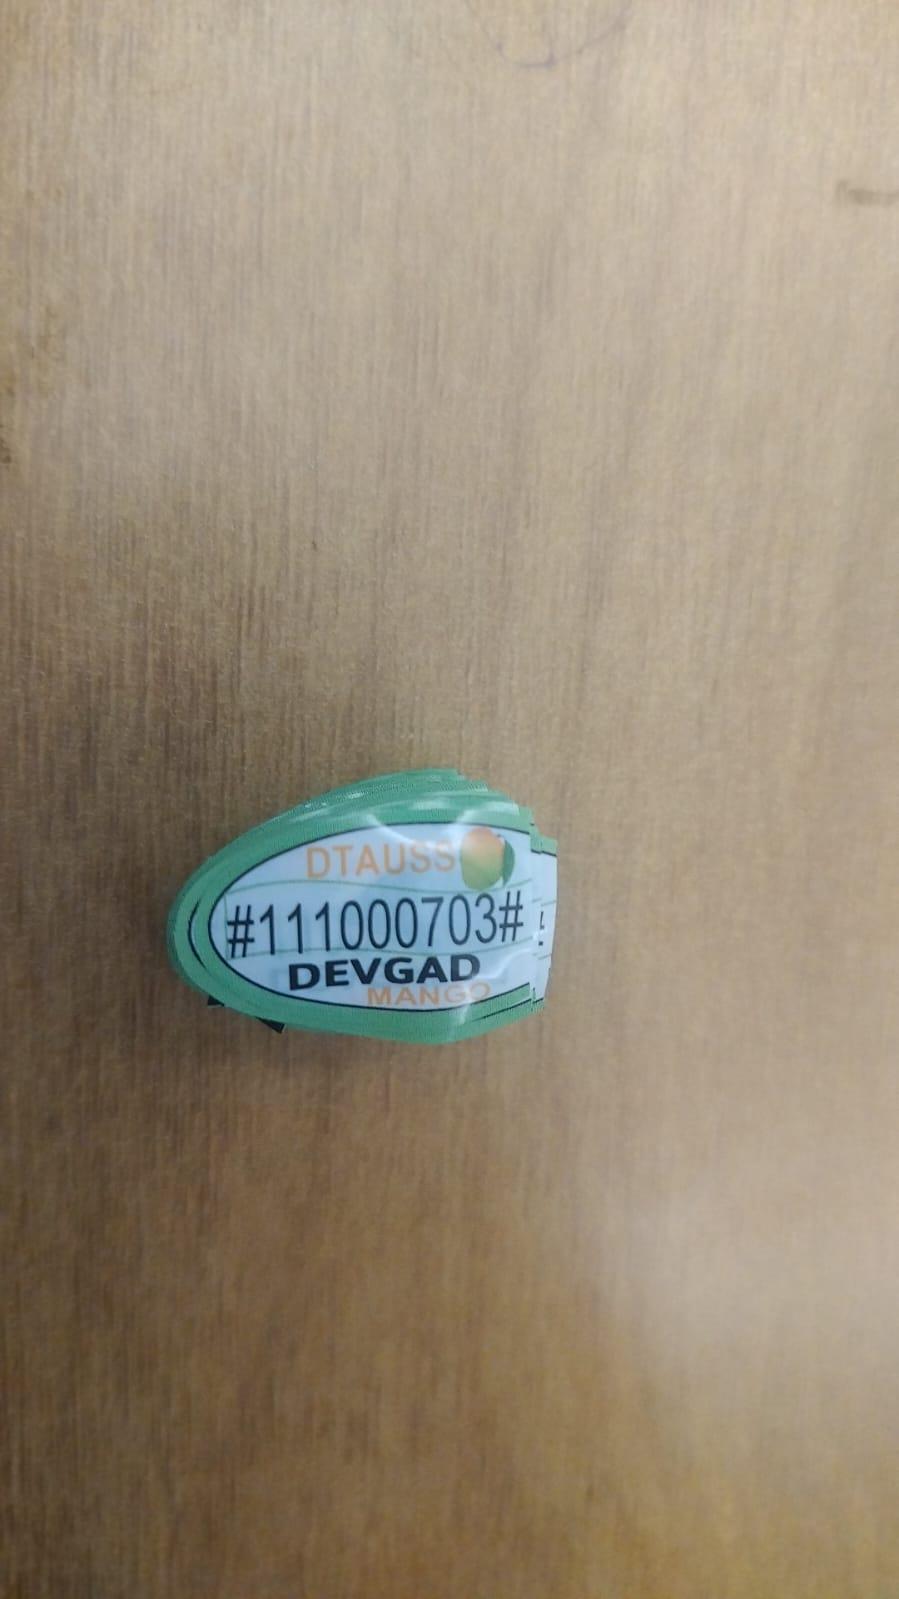 DTAUSS
#111000703#
DEVGAD
MANGO